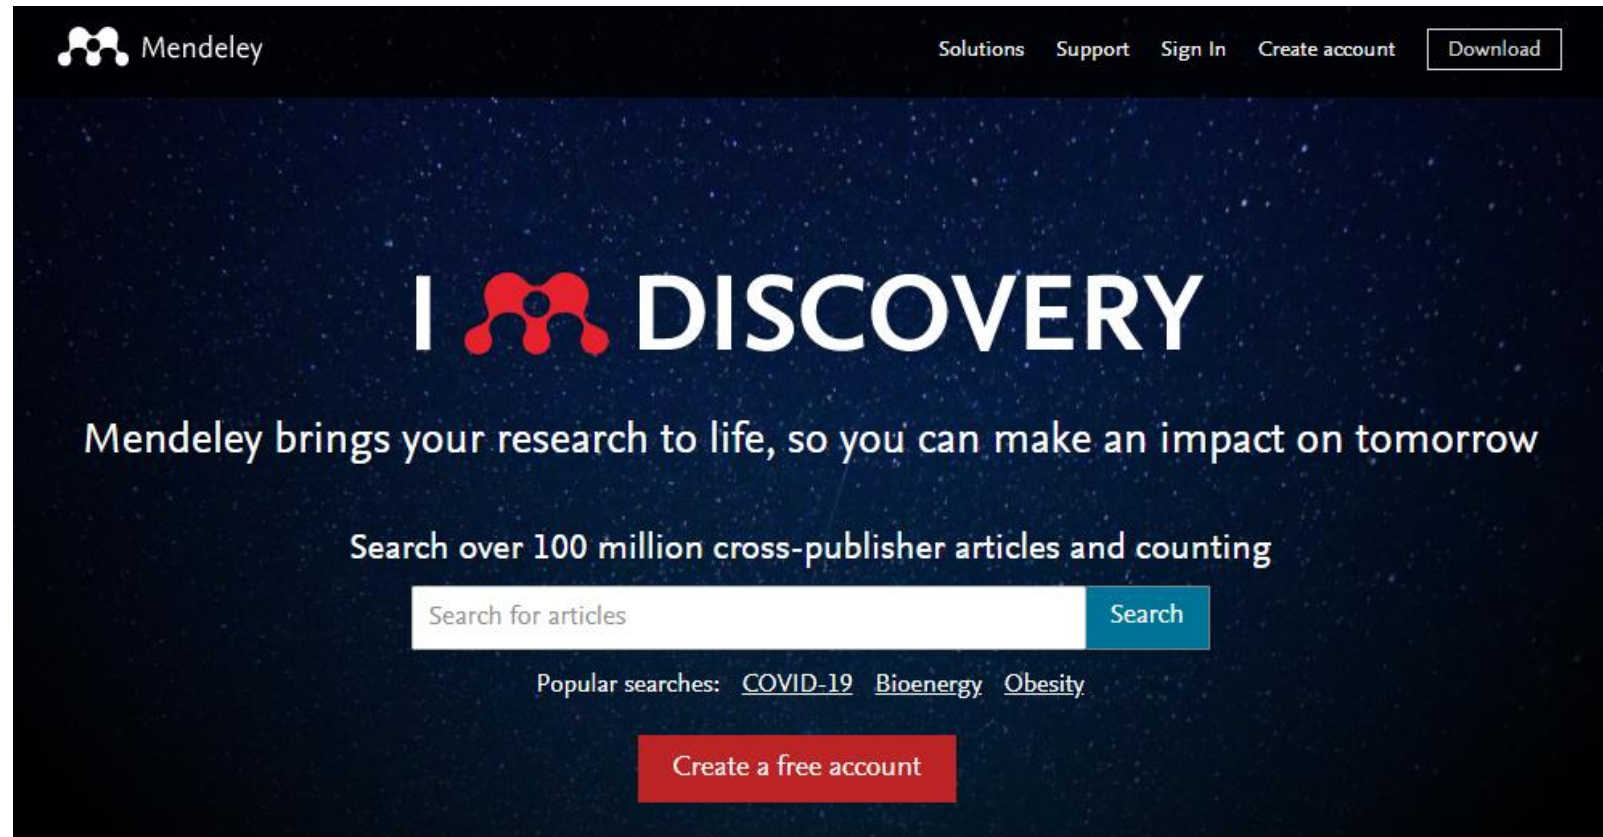 Mendeley
Solutions Support Sign In Create account Download
I DISCOVERY
Mendeley brings your research to life, so you can make an impact on tomorrow
Search over 100 million cross-publisher articles and counting
Search for articles Search
Popular searches: COVID-19 Bioenergy Obesity
Create a free account